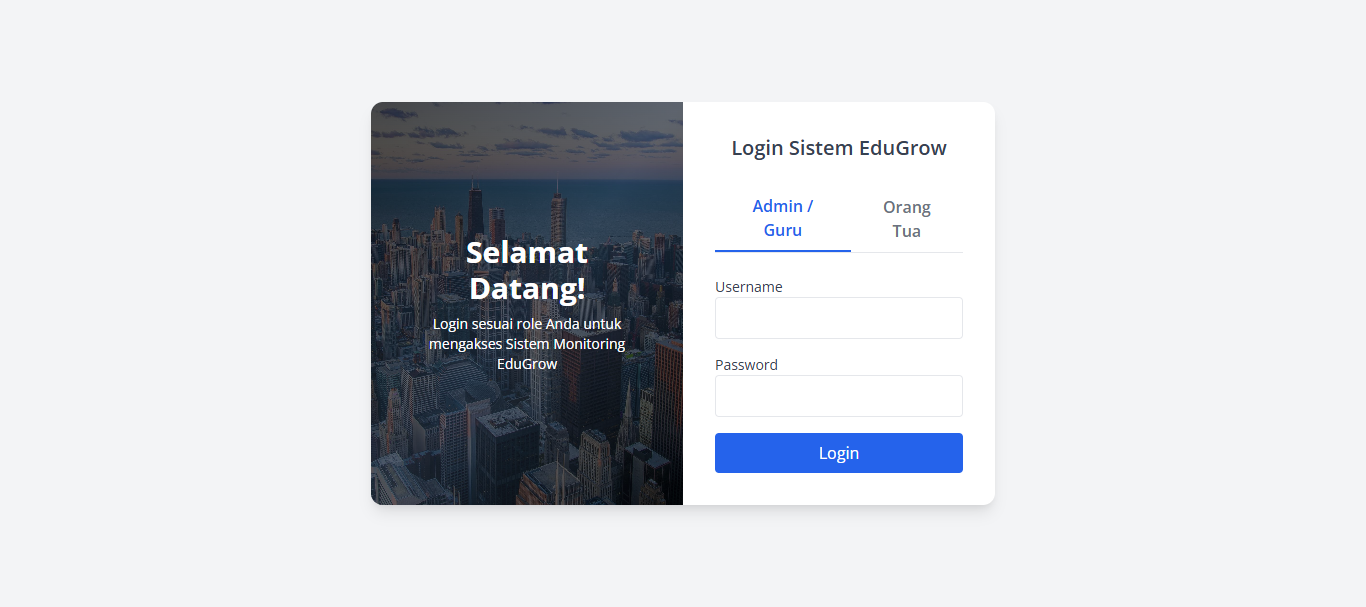 Selamat
Datang!
Login sesuai role Anda untuk
mengakses Sistem Monitoring
EduGrow
Login Sistem EduGrow
Admin /
Guru
Orang
Tua
Username
Password
Login